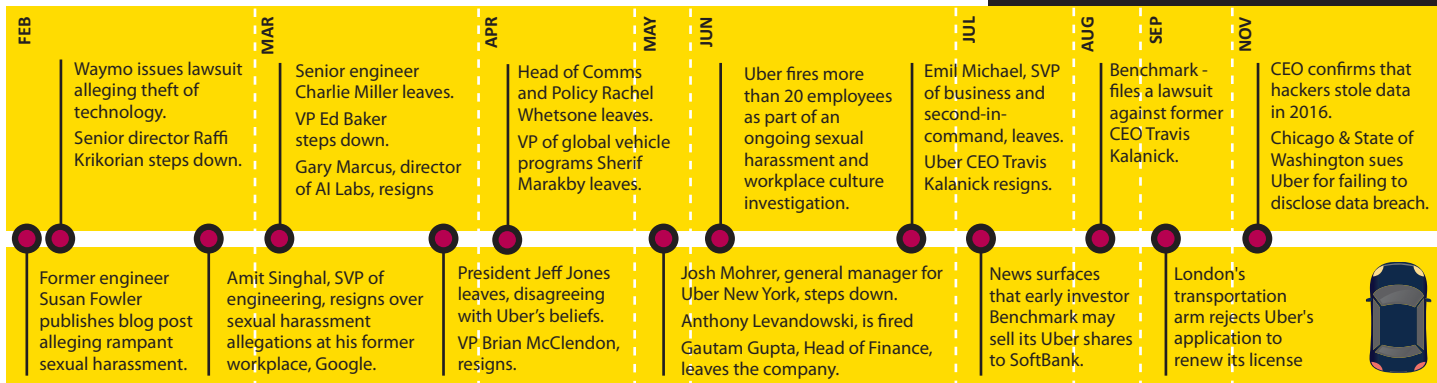 FEB
MAR
APR
MAY
JUN
JUL
AUG
SEP
NOV
Waymo issues lawsuit
alleging theft of
technology.
Senior director Raffi
Krikorian steps down.
Senior engineer
Charlie Miller leaves.
VP Ed Baker
steps down.
Gary Marcus, director
of AI Labs, resigns
Head of Comms
and Policy Rachel
Whetsone leaves.
VP of global vehicle
programs Sherif
Marakby leaves.
Uber fires more
than 20 employees
as part of an
ongoing sexual
harassment and
workplace culture
investigation.
Emil Michael, SVP
of business and
second-in-
command, leaves.
Uber CEO Travis
Kalanick resigns.
Benchmark -
files a lawsuit
against former
CEO Travis
Kalanick.
CEO confirms that
hackers stole data
in 2016.
Chicago & State of
Washington sues
Uber for failing to
disclose data breach.
Former engineer
Susan Fowler
publishes blog post
alleging rampant
sexual harassment.
Amit Singhal, SVP of
engineering, resigns over
sexual harassment
allegations at his former
workplace, Google.
President Jeff Jones
leaves, disagreeing
with Uber's beliefs.
VP Brian McClendon,
resigns.
Josh Mohrer, general manager for
Uber New York, steps down.
Anthony Levandowski, is fired
Gautam Gupta, Head of Finance,
leaves the company.
News surfaces
that early investor
Benchmark may
sell its Uber shares
to SoftBank.
London's
transportation
arm rejects Uber's
application to
renew its license